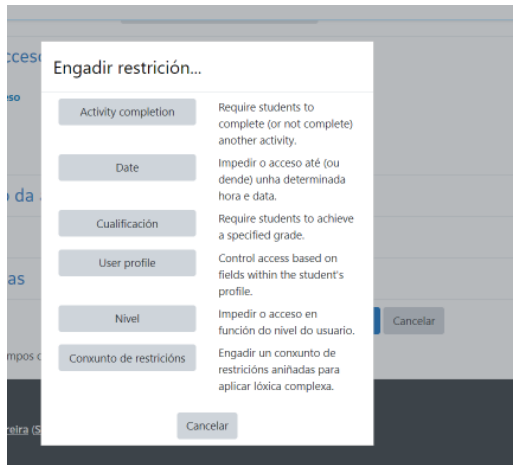 Engadir restrición...
Activity completion
Require students to
complete (or not complete)
another activity.
Date
Impedir o acceso até (ou
dende) unha determinada
hora e data.
Cualificación
Require students to achieve
a specified grade.
User profile
Control access based on
fields within the student's
profile.
Nivel
Impedir o acceso en
función do nivel do usuario.
Conxunto de restricións
Engadir un conxunto de
restricións aniñadas para
aplicar lóxica complexa.
Cancelar
Cancelar
da